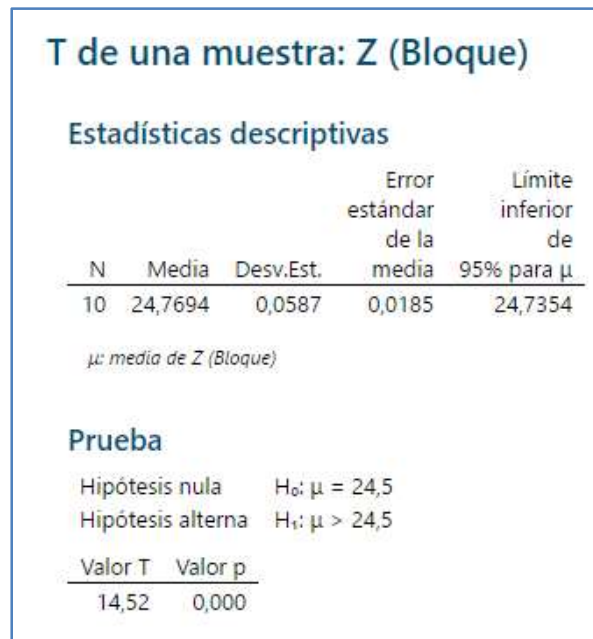 T de una muestra: Z (Bloque)
Estadísticas descriptivas
Error Límite
estándar inferior
de la de
N Media Desv.Est. media 95% para μ
10 24,7694 0,0587 0,0185 24,7354
μ: media de Z (Bloque)
Prueba
Hipótesis nula H₀: μ = 24,5
Hipótesis alterna H₁: μ > 24,5
Valor T Valor p
14,52 0,000